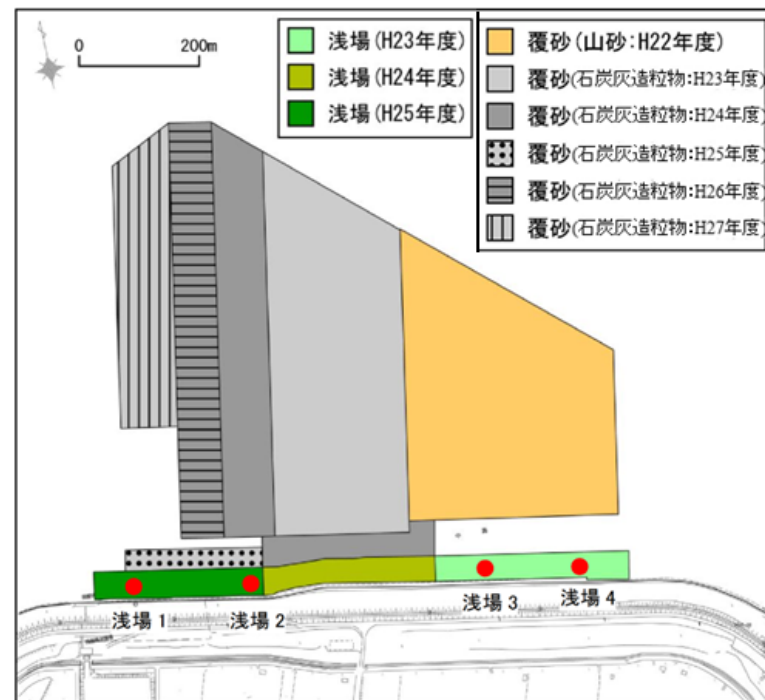 0 200m
浅場(H23年度)
浅場(H24年度)
浅場(H25年度)
覆砂(山砂:H22年度)
覆砂(石炭灰造粒物:H23年度)
覆砂(石炭灰造粒物:H24年度)
覆砂(石炭灰造粒物:H25年度)
覆砂(石炭灰造粒物:H26年度)
覆砂(石炭灰造粒物:H27年度)
浅場1
浅場2
浅場3
浅場4